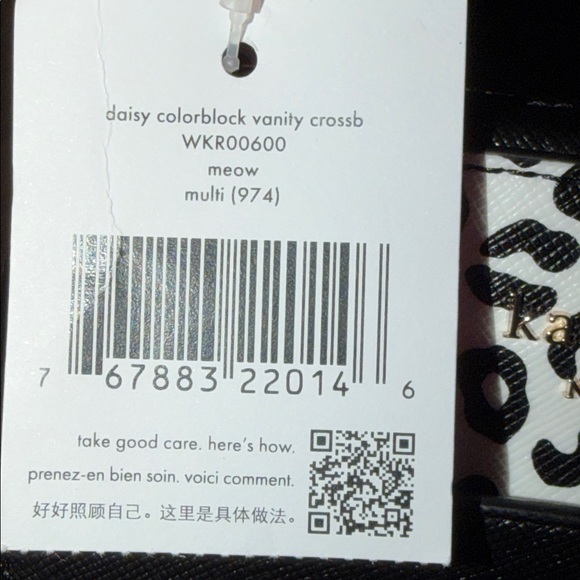 daisy colorblock vanity crossb
WKR00600
meow
multi (974)
7 67883 22014 6
take good care. here's how.
prenez-en bien soin. voici comment.
好好照顾自己。这里是具体做法。
ka